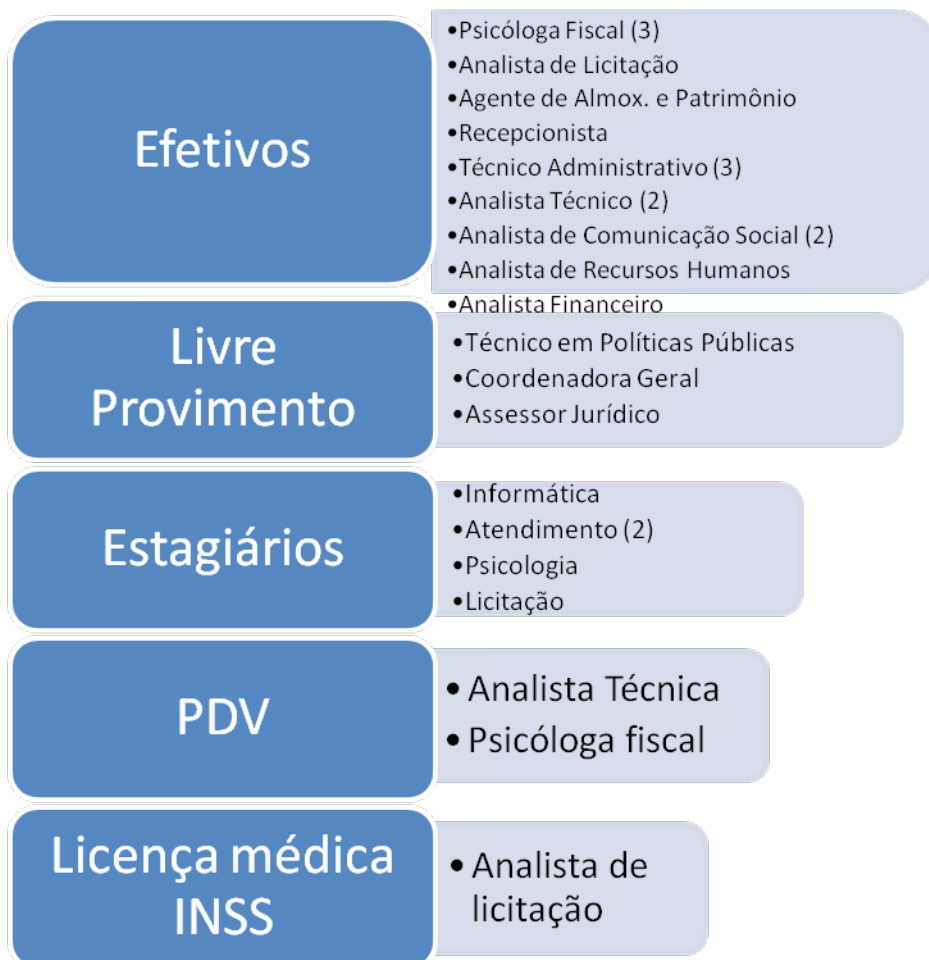 Efetivos
•Psicóloga Fiscal (3)
•Analista de Licitação
•Agente de Almox. e Patrimônio
•Recepcionista
•Técnico Administrativo (3)
•Analista Técnico (2)
•Analista de Comunicação Social (2)
•Analista de Recursos Humanos
•Analista Financeiro
Livre
Provimento
•Técnico em Políticas Públicas
•Coordenadora Geral
•Assessor Jurídico
Estagiários
•Informática
•Atendimento (2)
•Psicologia
•Licitação
PDV
• Analista Técnica
• Psicóloga fiscal
Licença médica
INSS
• Analista de
licitação